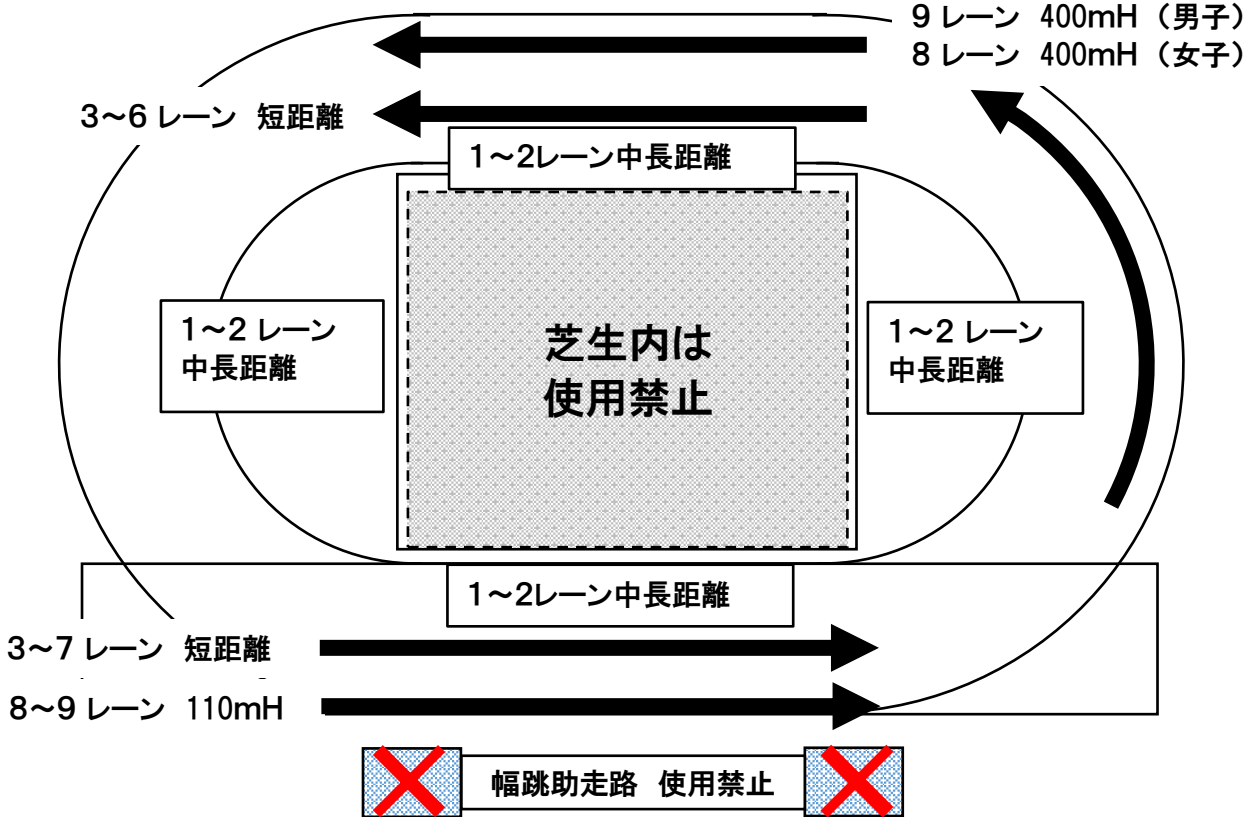 9 レーン 400mH（男子）
8 レーン 400mH（女子）
3～6 レーン 短距離
1～2レーン中長距離
1～2 レーン
中長距離
芝生内は
使用禁止
1～2 レーン
中長距離
1～2レーン中長距離
3～7 レーン 短距離
8～9 レーン 110mH
幅跳助走路 使用禁止